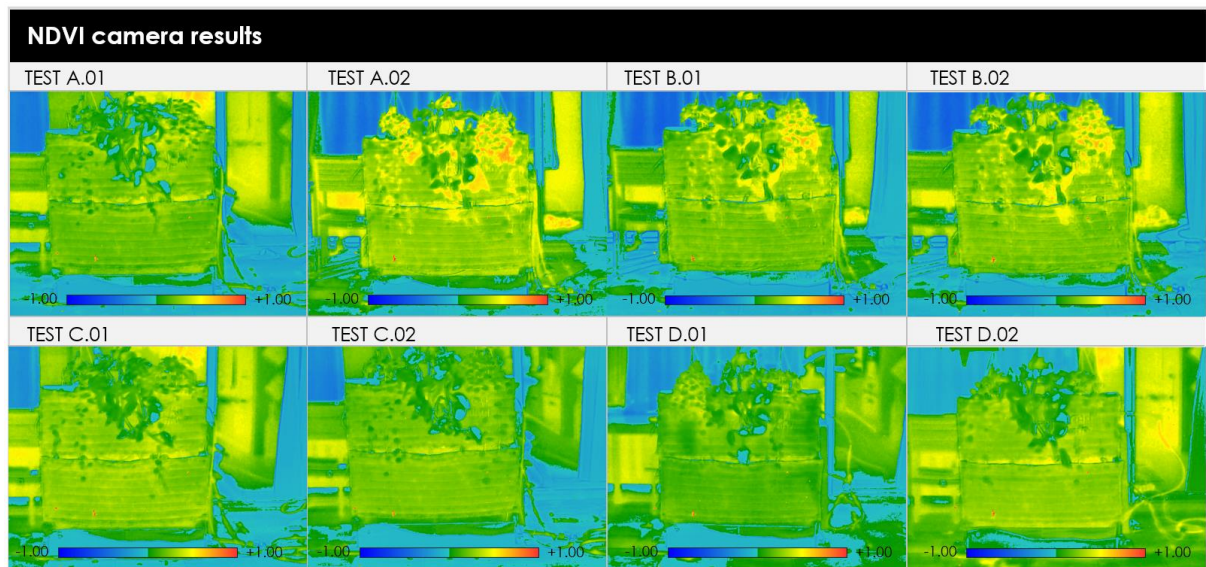 NDVI camera results
TEST A.01
TEST A.02
TEST B.01
TEST B.02
-1.00 +1.00
-1.00 +1.00
-1.00 +1.00
-1.00 +1.00
TEST C.01
TEST C.02
TEST D.01
TEST D.02
-1.00 +1.00
-1.00 +1.00
-1.00 +1.00
-1.00 +1.00